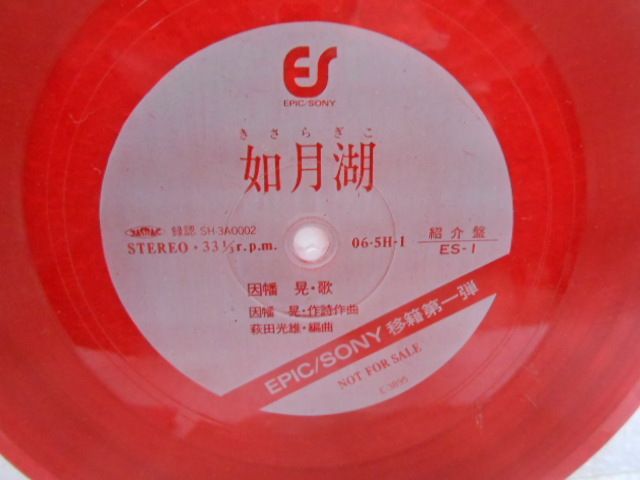 ES
EPIC/SONY
きさらぎこ
如月湖
録認 SH-3A0002
STEREO・33⅓r.p.m.
06・5H-1
紹介盤
ES-1
因幡 晃・歌
因幡 晃・作詩作曲
萩田光雄・編曲
EPIC/SONY 移籍第一弾
NOT FOR SALE